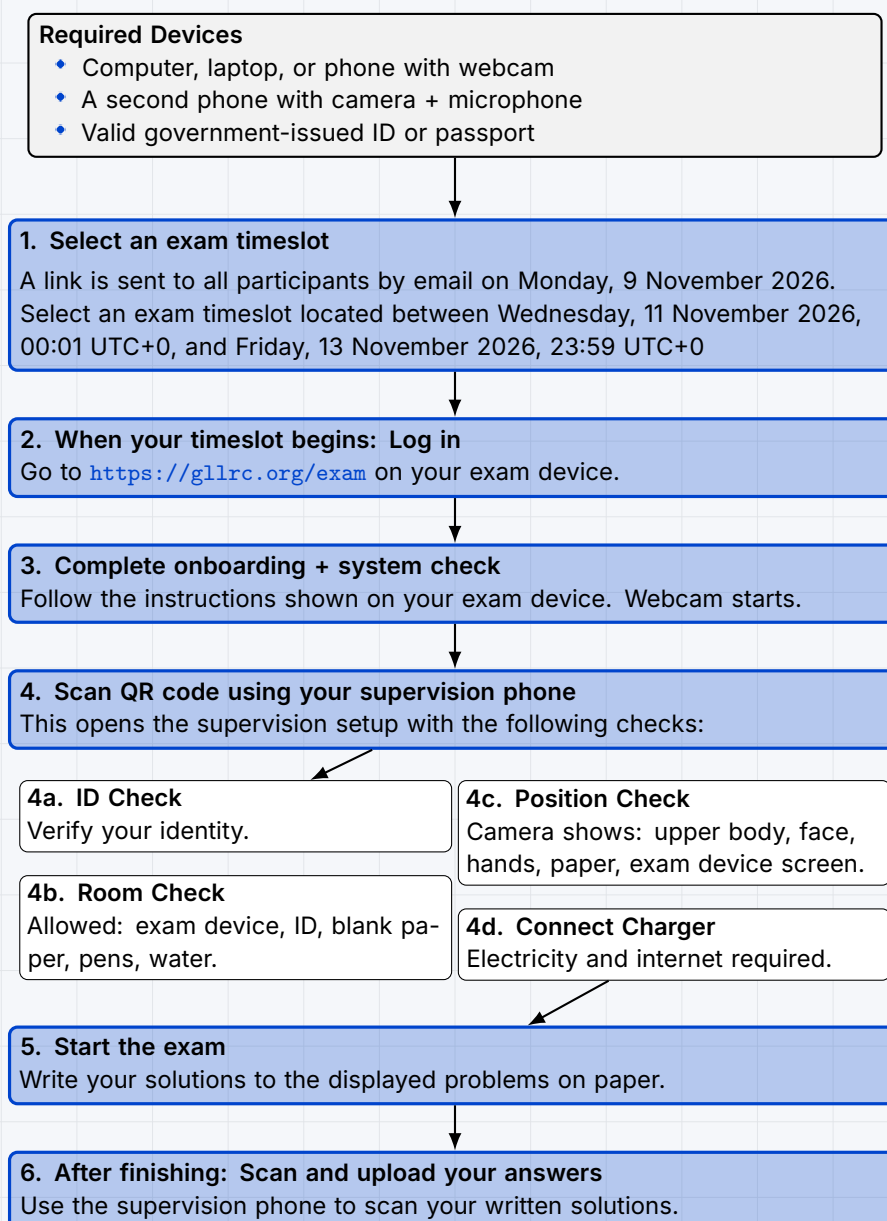 Required Devices
Computer, laptop, or phone with webcam
A second phone with camera + microphone
Valid government-issued ID or passport
1. Select an exam timeslot
A link is sent to all participants by email on Monday, 9 November 2026.
Select an exam timeslot located between Wednesday, 11 November 2026,
00:01 UTC+0, and Friday, 13 November 2026, 23:59 UTC+0
2. When your timeslot begins: Log in
Go to https://gllrc.org/exam on your exam device.
3. Complete onboarding + system check
Follow the instructions shown on your exam device. Webcam starts.
4. Scan QR code using your supervision phone
This opens the supervision setup with the following checks:
4a. ID Check
Verify your identity.
4b. Room Check
Allowed: exam device, ID, blank pa-
per, pens, water.
4c. Position Check
Camera shows: upper body, face,
hands, paper, exam device screen.
4d. Connect Charger
Electricity and internet required.
5. Start the exam
Write your solutions to the displayed problems on paper.
6. After finishing: Scan and upload your answers
Use the supervision phone to scan your written solutions.